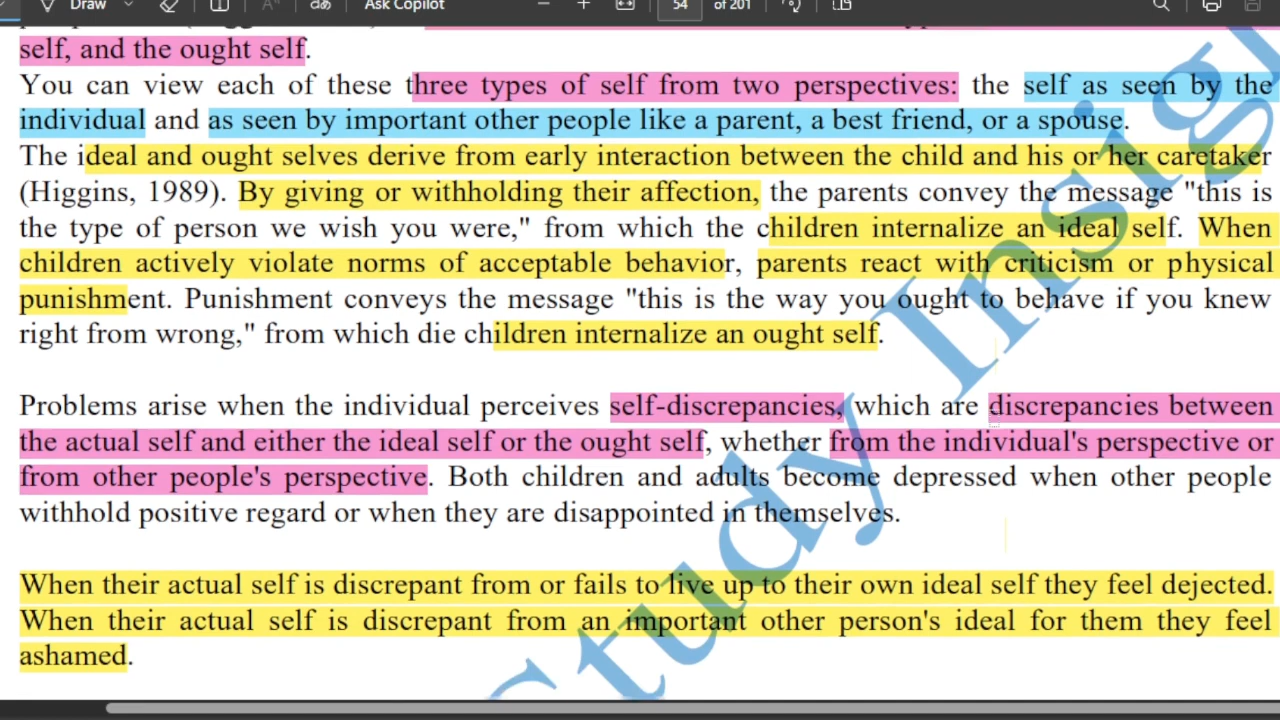 Draw
Ask Copilot
54 of 201
self, and the ought self.
You can view each of these three types of self from two perspectives: the self as seen by the
individual and as seen by important other people like a parent, a best friend, or a spouse.
The ideal and ought selves derive from early interaction between the child and his or her caretaker
(Higgins, 1989). By giving or withholding their affection, the parents convey the message "this is
the type of person we wish you were," from which the children internalize an ideal self. When
children actively violate norms of acceptable behavior, parents react with criticism or physical
punishment. Punishment conveys the message "this is the way you ought to behave if you knew
right from wrong," from which die children internalize an ought self.
Problems arise when the individual perceives self-discrepancies, which are discrepancies between
the actual self and either the ideal self or the ought self, whether from the individual's perspective or
from other people's perspective. Both children and adults become depressed when other people
withhold positive regard or when they are disappointed in themselves.
When their actual self is discrepant from or fails to live up to their own ideal self they feel dejected.
When their actual self is discrepant from an important other person's ideal for them they feel
ashamed.
Study